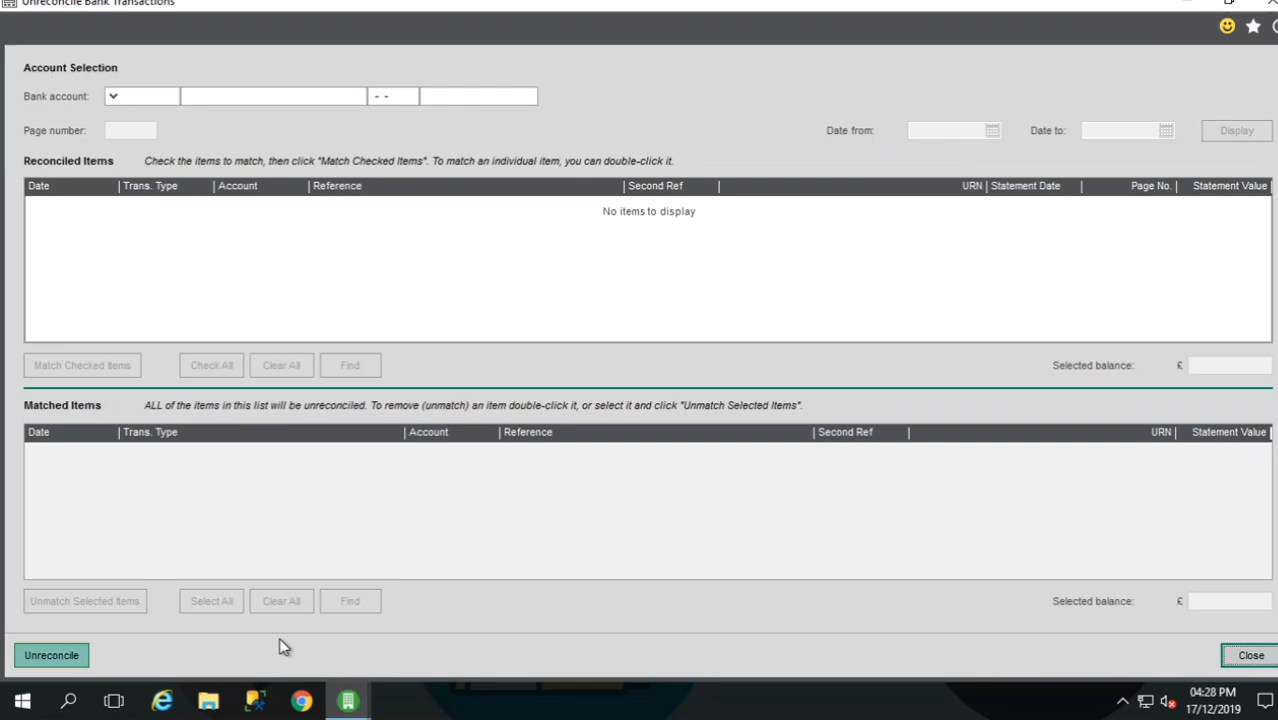 Unreconcile Bank Transactions
Account Selection
Bank account: - -
Page number: Date from: Date to: Display
Reconciled Items Check the items to match, then click "Match Checked Items". To match an individual item, you can double-click it.
Date Trans. Type Account Reference Second Ref URN Statement Date Page No. Statement Value
No items to display
Match Checked Items Check All Clear All Find Selected balance: £
Matched Items ALL of the items in this list will be unreconciled. To remove (unmatch) an item double-click it, or select it and click "Unmatch Selected Items".
Date Trans. Type Account Reference Second Ref URN Statement Value
Unmatch Selected Items Select All Clear All Find Selected balance: £
Unreconcile Close
04:28 PM
17/12/2019